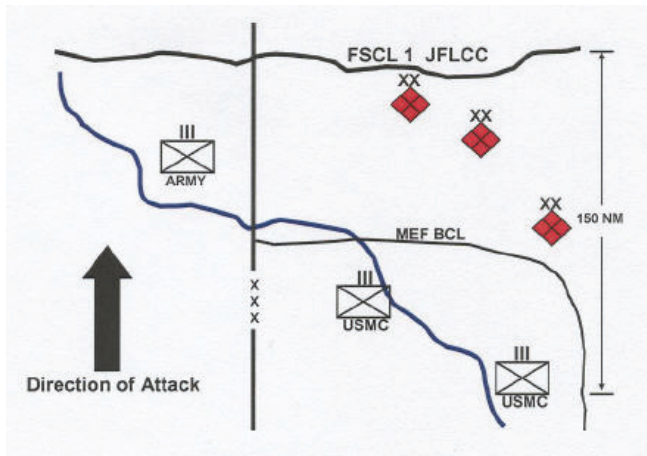 FSCL 1 JFLCC
XX
XX
III
ARMY
XX
150 NM
MEF BCL
X
X
X
III
USMC
Direction of Attack
III
USMC